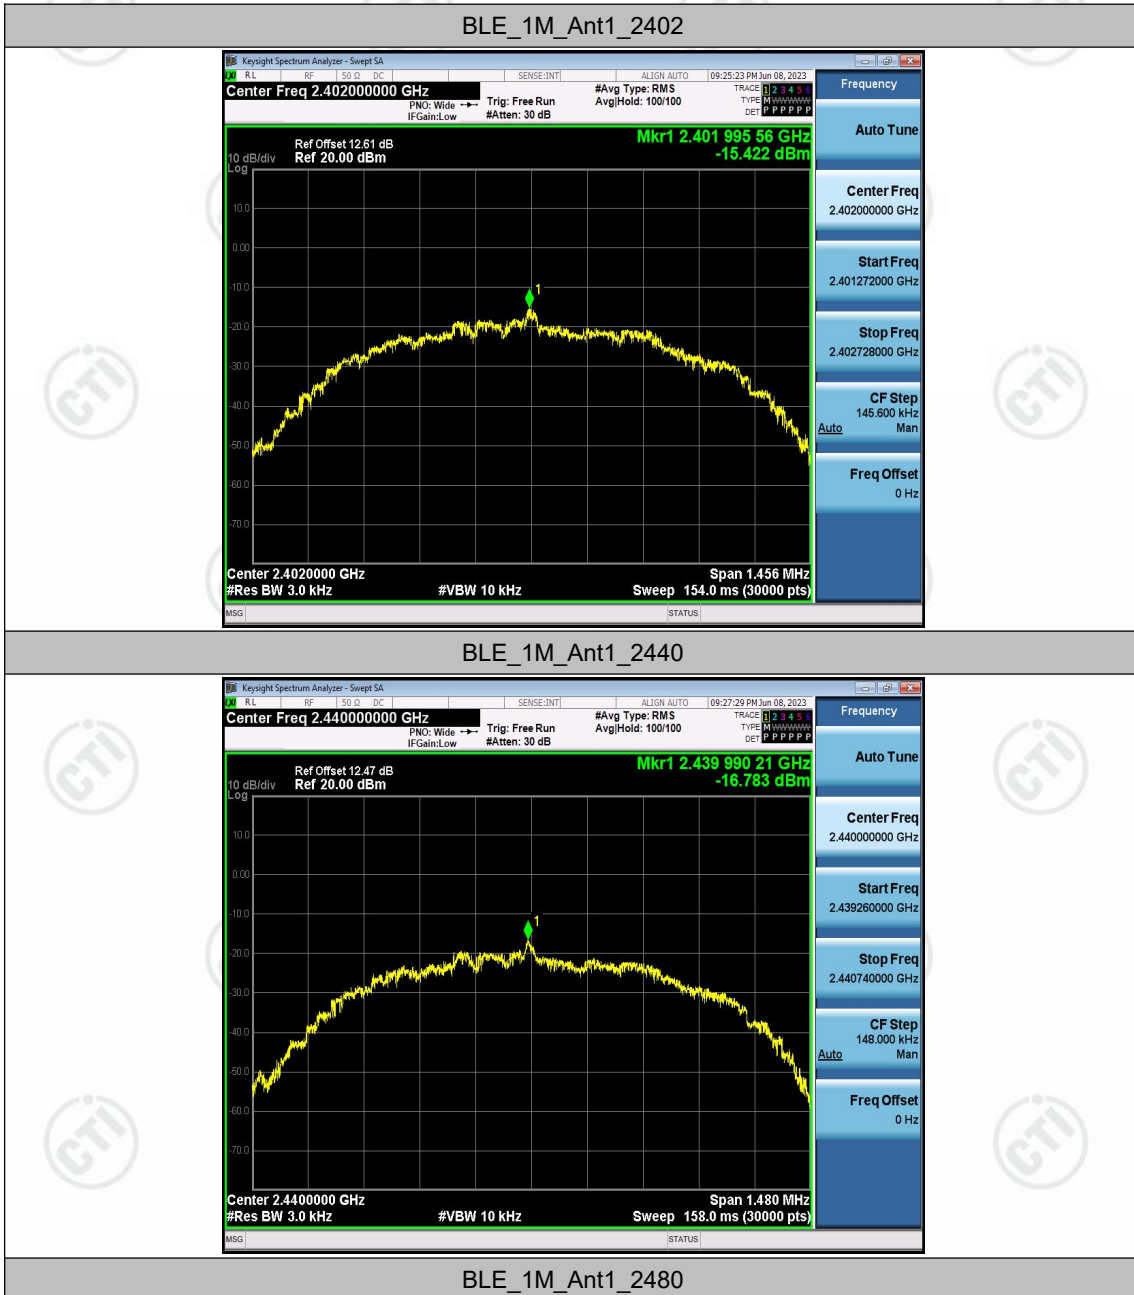 BLE_1M_Ant1_2402
Keysight Spectrum Analyzer - Swept SA
LXI RL RF 50 Ω DC SENSE:INT ALIGN AUTO 09:25:23 PM Jun 08, 2023
Center Freq 2.402000000 GHz #Avg Type: RMS TRACE 1 2 3 4 5 6
PNO: Wide Trig: Free Run Avg|Hold: 100/100 TYPE M WWWWW
IFGain:Low #Atten: 30 dB DET P P P P P P
Mkr1 2.401 995 56 GHz
Ref Offset 12.61 dB
10 dB/div Ref 20.00 dBm -15.422 dBm
Log
10.0
0.00
-10.0
1
-20.0
-30.0
-40.0
-50.0
-60.0
-70.0
Center 2.4020000 GHz Span 1.456 MHz
#Res BW 3.0 kHz #VBW 10 kHz Sweep 154.0 ms (30000 pts)
MSG STATUS
Frequency
Auto Tune
Center Freq
2.402000000 GHz
Start Freq
2.401272000 GHz
Stop Freq
2.402728000 GHz
CF Step
145.600 kHz
Auto Man
Freq Offset
0 Hz
BLE_1M_Ant1_2440
Keysight Spectrum Analyzer - Swept SA
LXI RL RF 50 Ω DC SENSE:INT ALIGN AUTO 09:27:29 PM Jun 08, 2023
Center Freq 2.440000000 GHz #Avg Type: RMS TRACE 1 2 3 4 5 6
PNO: Wide Trig: Free Run Avg|Hold: 100/100 TYPE M WWWWW
IFGain:Low #Atten: 30 dB DET P P P P P P
Mkr1 2.439 990 21 GHz
Ref Offset 12.47 dB
10 dB/div Ref 20.00 dBm -16.783 dBm
Log
10.0
0.00
-10.0
1
-20.0
-30.0
-40.0
-50.0
-60.0
-70.0
Center 2.4400000 GHz Span 1.480 MHz
#Res BW 3.0 kHz #VBW 10 kHz Sweep 158.0 ms (30000 pts)
MSG STATUS
Frequency
Auto Tune
Center Freq
2.440000000 GHz
Start Freq
2.439260000 GHz
Stop Freq
2.440740000 GHz
CF Step
148.000 kHz
Auto Man
Freq Offset
0 Hz
BLE_1M_Ant1_2480
CTI
CTI
CTI
CTI
CTI
CTI